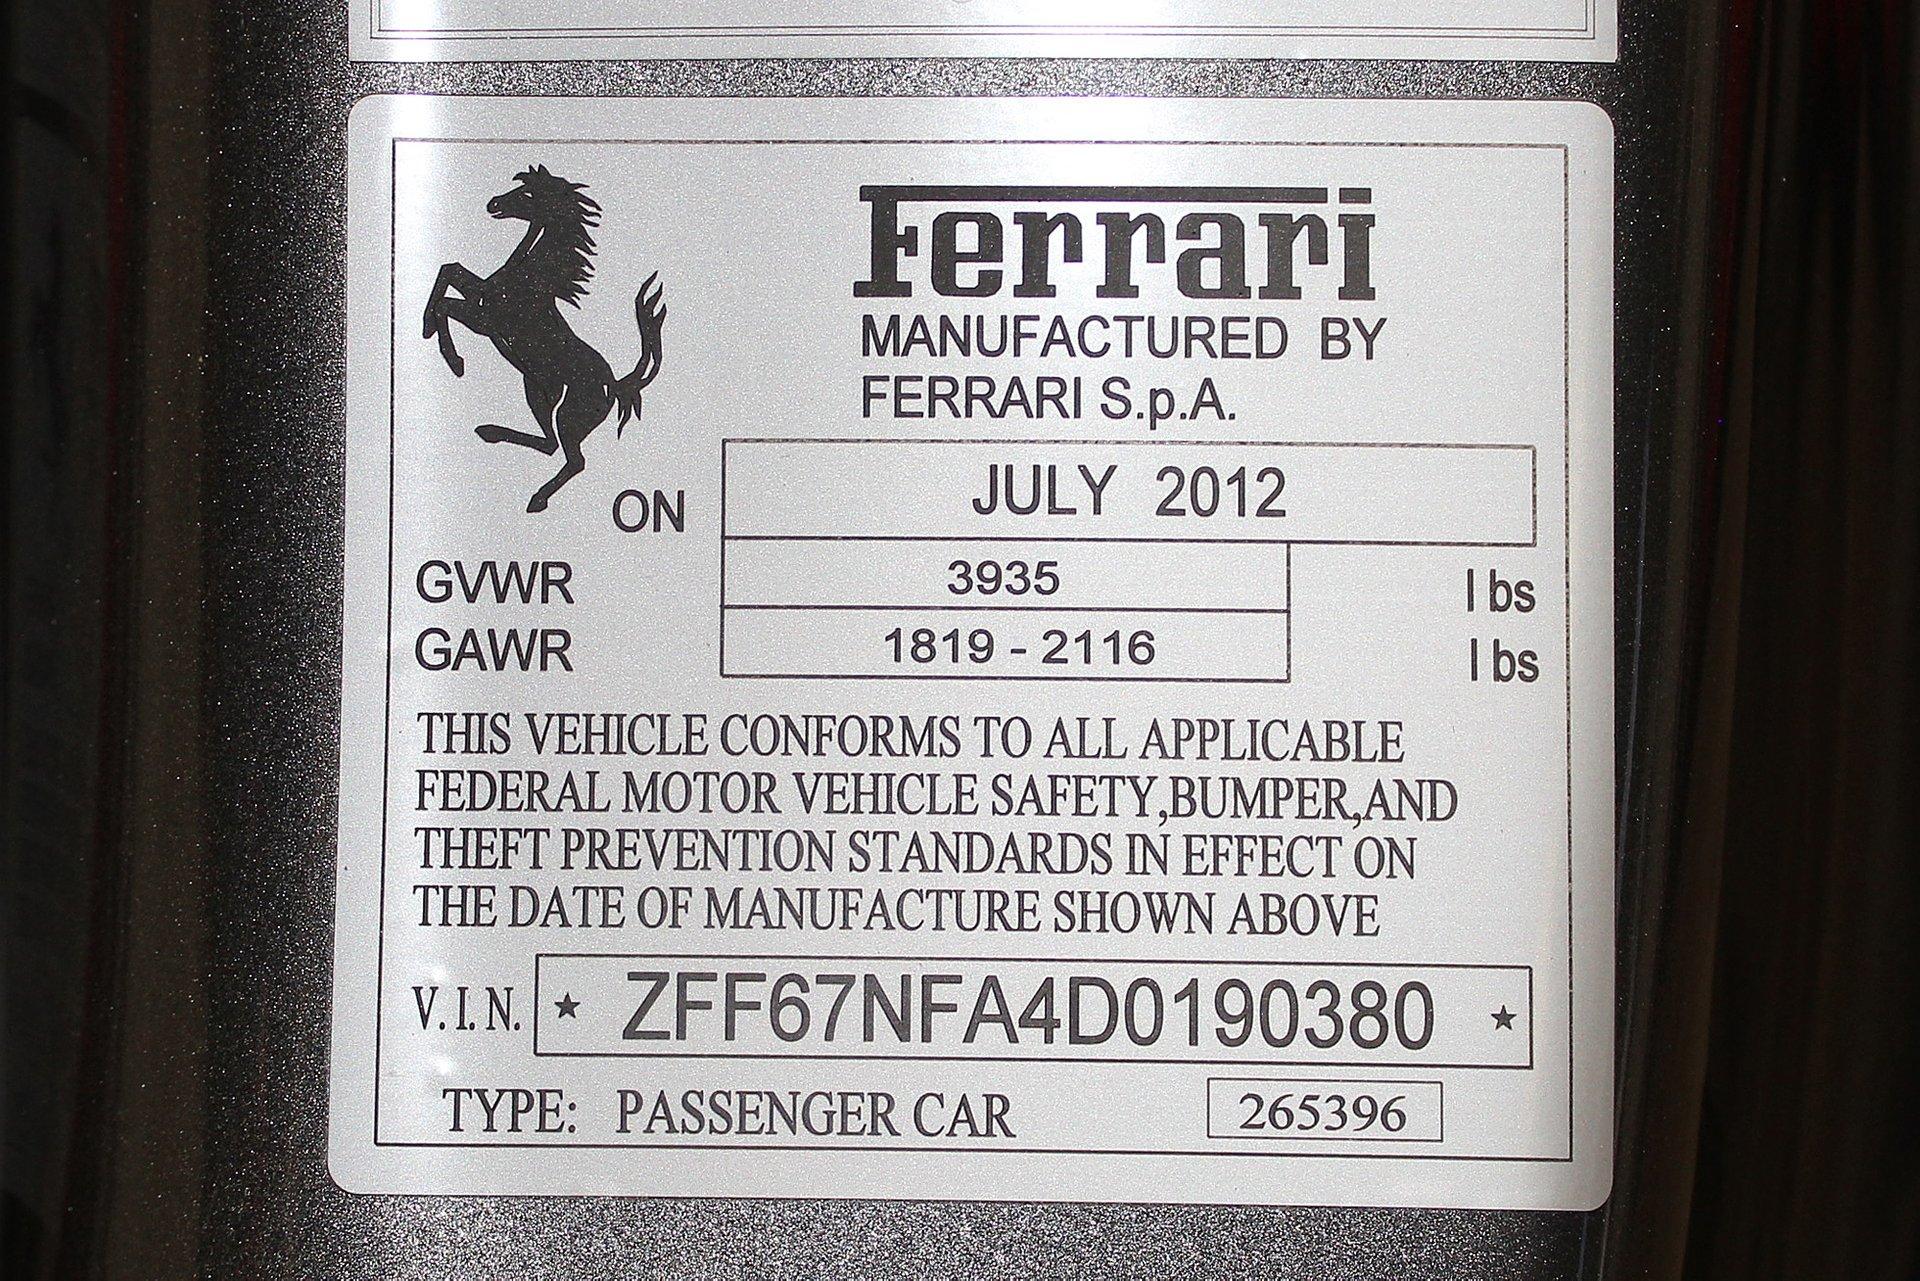 Ferrari
MANUFACTURED BY
FERRARI S.p.A.
ON JULY 2012
GVWR 3935 lbs
GAWR 1819 - 2116 lbs
THIS VEHICLE CONFORMS TO ALL APPLICABLE
FEDERAL MOTOR VEHICLE SAFETY,BUMPER,AND
THEFT PREVENTION STANDARDS IN EFFECT ON
THE DATE OF MANUFACTURE SHOWN ABOVE
V.I.N. ★ ZFF67NFA4D0190380 ★
TYPE: PASSENGER CAR 265396